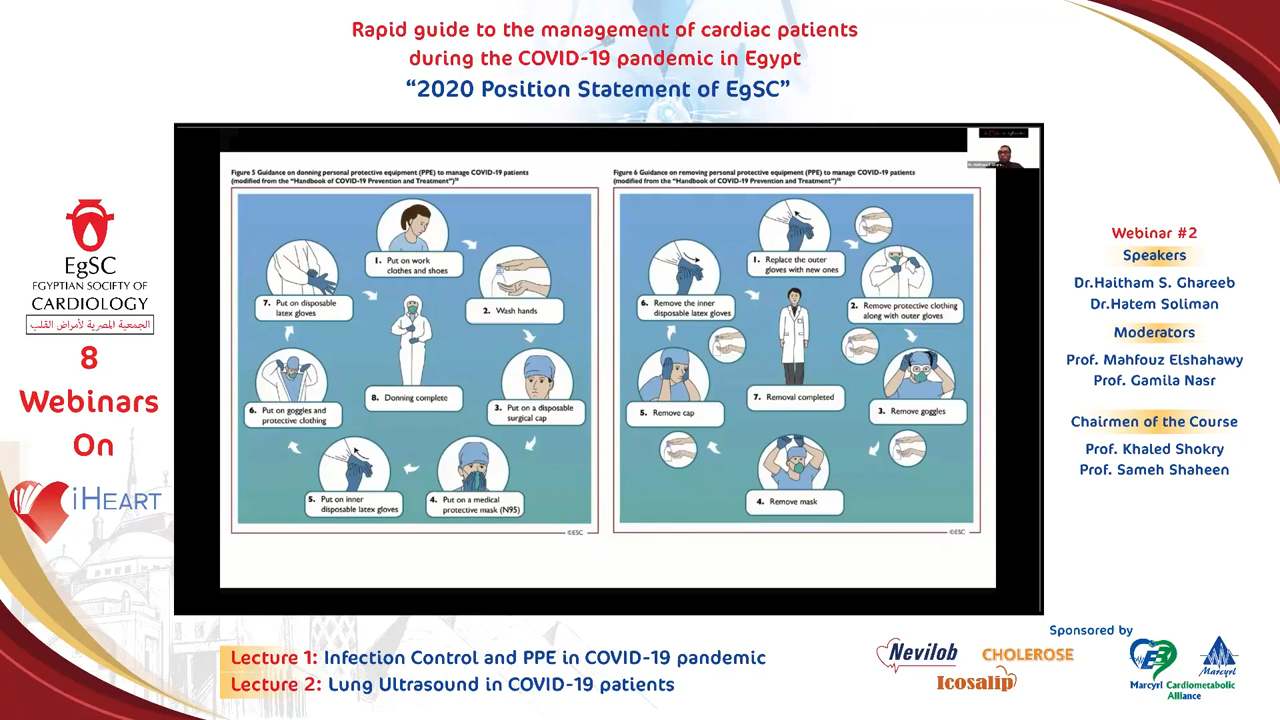 Rapid guide to the management of cardiac patients
during the COVID-19 pandemic in Egypt
“2020 Position Statement of EgSC”
EgSC
EGYPTIAN SOCIETY OF
CARDIOLOGY
الجمعية المصرية لأمراض القلب
8
Webinars
On
iHEART
Figure 5 Guidance on donning personal protective equipment (PPE) to manage COVID-19 patients
(modified from the “Handbook of COVID-19 Prevention and Treatment”)
1. Put on work
clothes and shoes
2. Wash hands
3. Put on a disposable
surgical cap
4. Put on a medical
protective mask (N95)
5. Put on inner
disposable latex gloves
6. Put on goggles and
protective clothing
7. Put on disposable
latex gloves
8. Donning complete
©ESC
Figure 6 Guidance on removing personal protective equipment (PPE) to manage COVID-19 patients
(modified from the “Handbook of COVID-19 Prevention and Treatment”)
1. Replace the outer
gloves with new ones
2. Remove protective clothing
along with outer gloves
3. Remove goggles
4. Remove mask
5. Remove cap
6. Remove the inner
disposable latex gloves
7. Removal completed
©ESC
Webinar #2
Speakers
Dr.Haitham S. Ghareeb
Dr.Hatem Soliman
Moderators
Prof. Mahfouz Elshahawy
Prof. Gamila Nasr
Chairmen of the Course
Prof. Khaled Shokry
Prof. Sameh Shaheen
Lecture 1: Infection Control and PPE in COVID-19 pandemic
Lecture 2: Lung Ultrasound in COVID-19 patients
Sponsored by
Nevilob
CHOLEROSE
Icosalip
Marcyrl Cardiometabolic
Alliance
Marcyrl